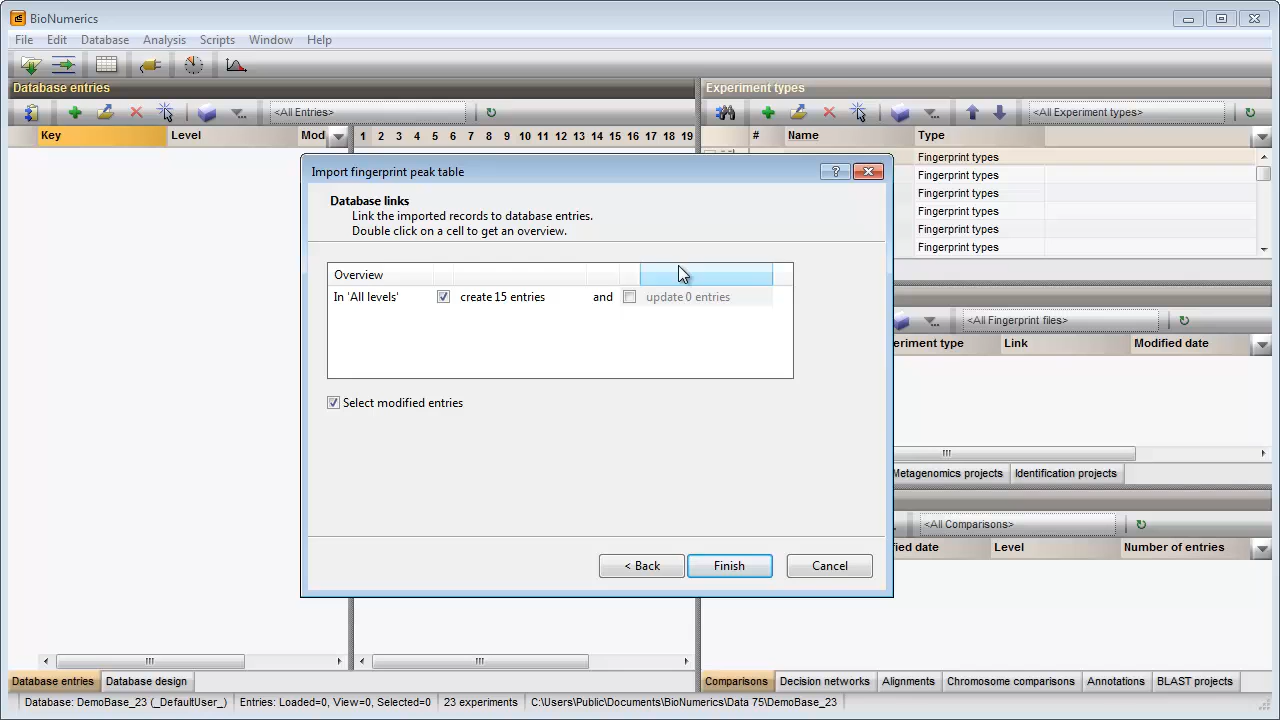 BioNumerics
File Edit Database Analysis Scripts Window Help
Database entries
Experiment types
<All Entries>
<All Experiment types>
Key Level Mod 1 2 3 4 5 6 7 8 9 10 11 12 13 14 15 16 17 18 19
# Name Type
Fingerprint types
Fingerprint types
Fingerprint types
Fingerprint types
Fingerprint types
Fingerprint types
Import fingerprint peak table
Database links
Link the imported records to database entries.
Double click on a cell to get an overview.
Overview
In 'All levels' create 15 entries and update 0 entries
Select modified entries
< Back Finish Cancel
<All Fingerprint files>
eriment type Link Modified date
Metagenomics projects Identification projects
<All Comparisons>
ied date Level Number of entries
Database entries Database design
Comparisons Decision networks Alignments Chromosome comparisons Annotations BLAST projects
Database: DemoBase_23 (_DefaultUser_) Entries: Loaded=0, View=0, Selected=0 23 experiments C:\Users\Public\Documents\BioNumerics\Data 75\DemoBase_23